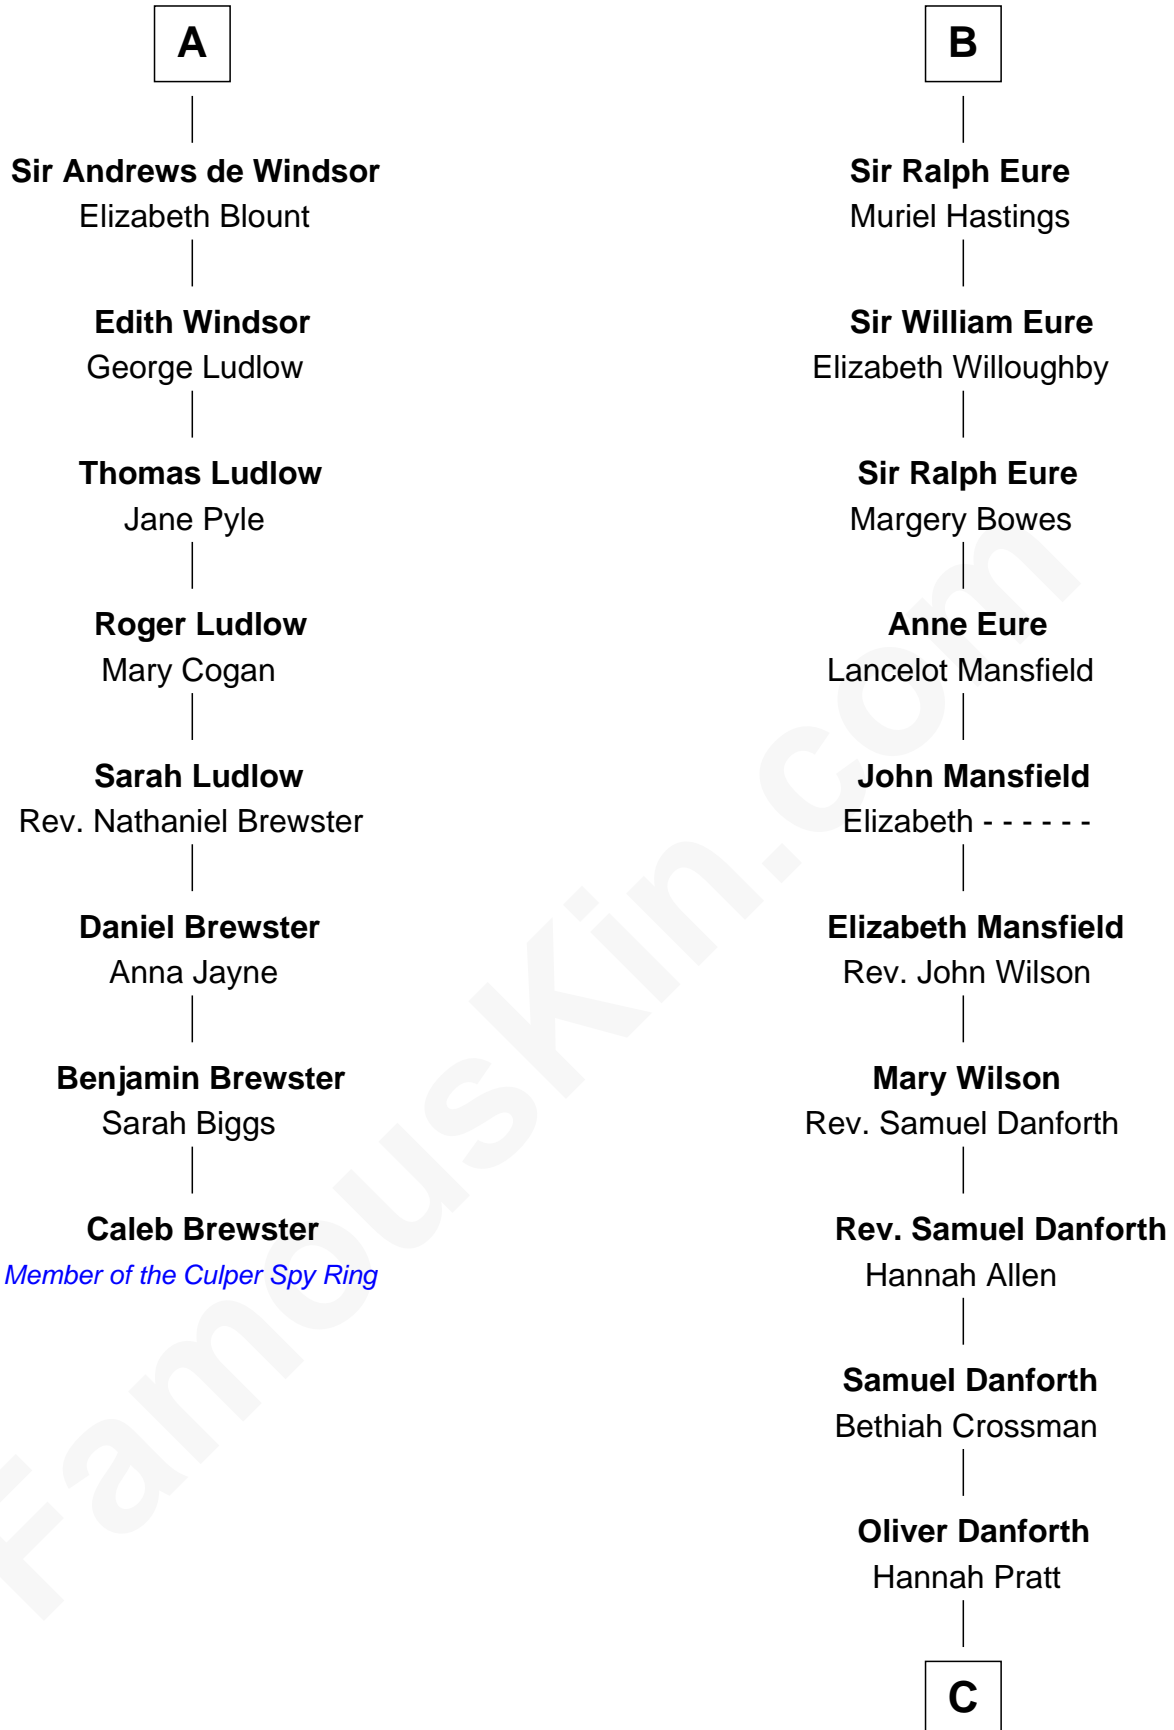 A
Sir Andrews de Windsor
Elizabeth Blount
Edith Windsor
George Ludlow
Thomas Ludlow
Jane Pyle
Roger Ludlow
Mary Cogan
Sarah Ludlow
Rev. Nathaniel Brewster
Daniel Brewster
Anna Jayne
Benjamin Brewster
Sarah Biggs
Caleb Brewster
Member of the Culper Spy Ring
B
Sir Ralph Eure
Muriel Hastings
Sir William Eure
Elizabeth Willoughby
Sir Ralph Eure
Margery Bowes
Anne Eure
Lancelot Mansfield
John Mansfield
Elizabeth - - - - - -
Elizabeth Mansfield
Rev. John Wilson
Mary Wilson
Rev. Samuel Danforth
Rev. Samuel Danforth
Hannah Allen
Samuel Danforth
Bethiah Crossman
Oliver Danforth
Hannah Pratt
C
FamousKin.com